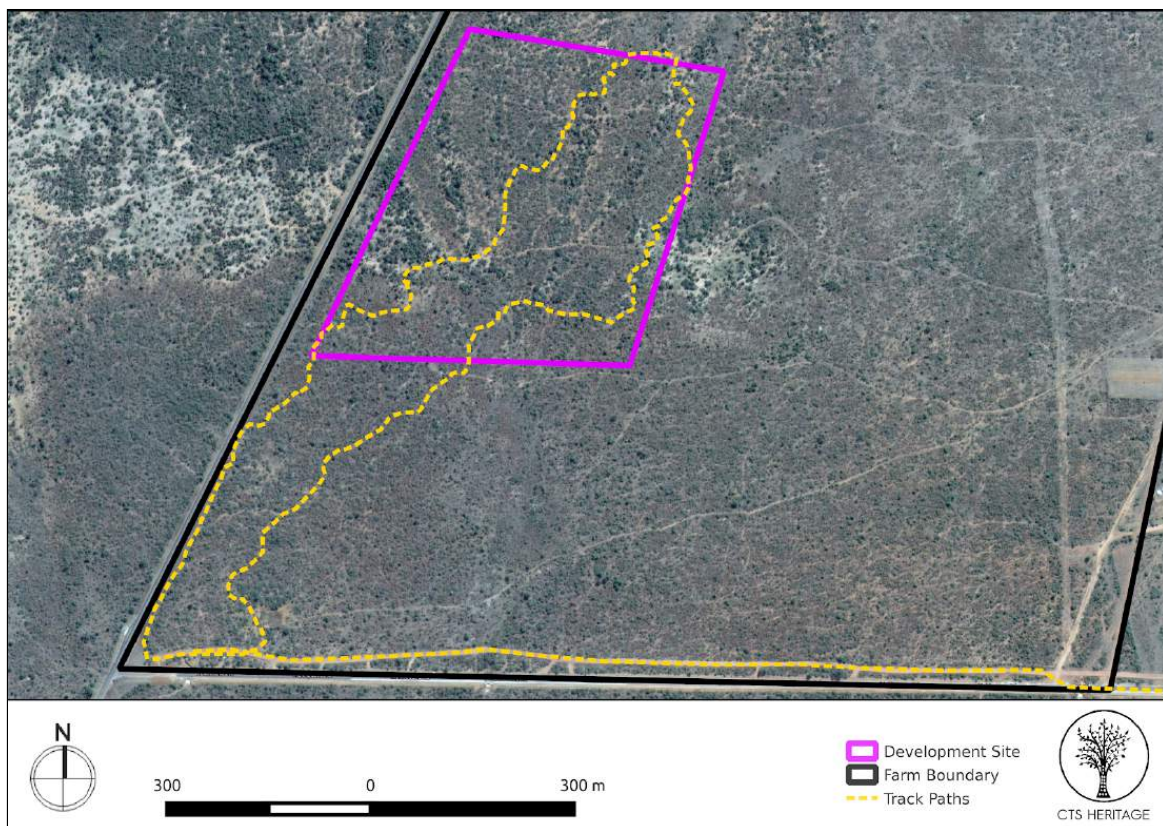 N
300 0 300 m
Development Site
Farm Boundary
Track Paths
CTS HERITAGE